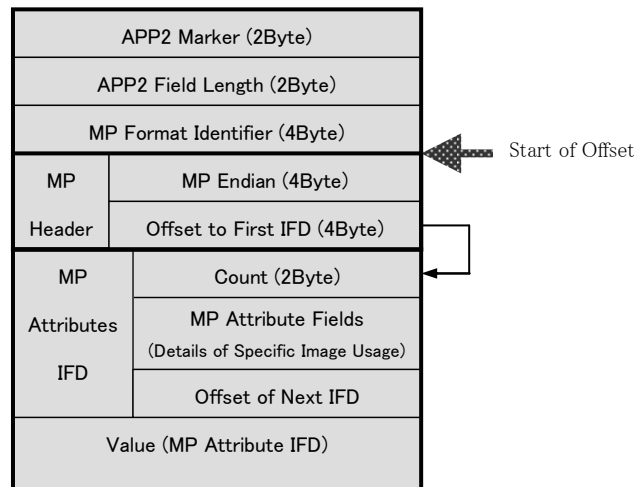 APP2 Marker (2Byte)
APP2 Field Length (2Byte)
MP Format Identifier (4Byte)
Start of Offset
MP
Header
MP Endian (4Byte)
Offset to First IFD (4Byte)
MP
Attributes
IFD
Count (2Byte)
MP Attribute Fields
(Details of Specific Image Usage)
Offset of Next IFD
Value (MP Attribute IFD)